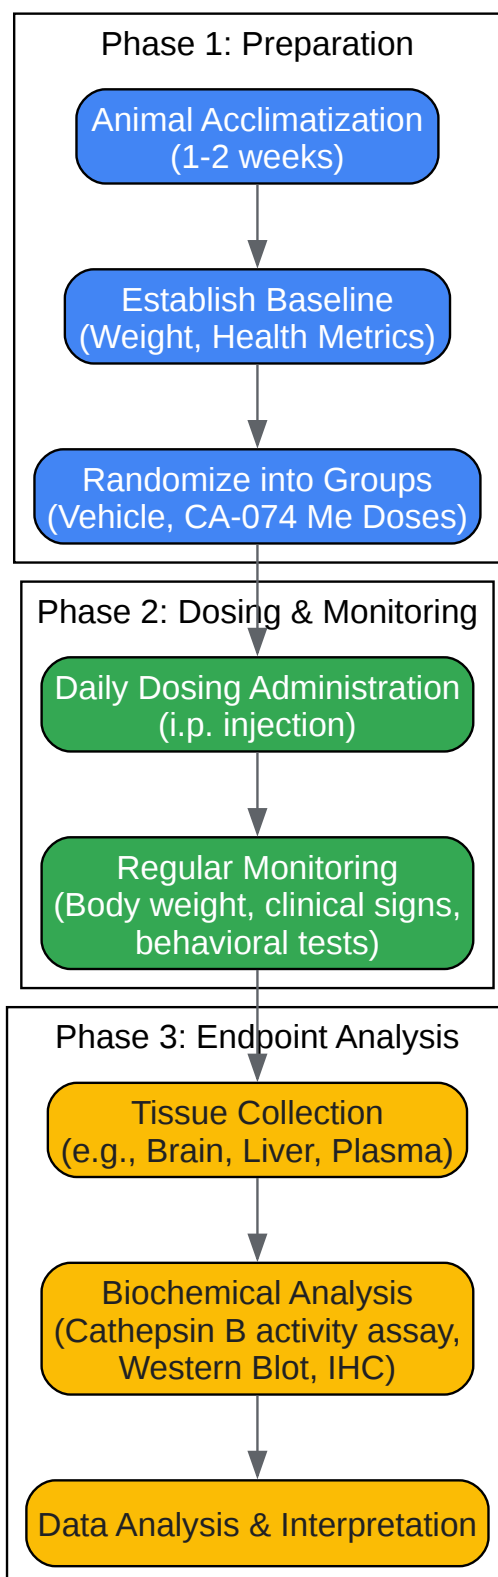 Phase 1: Preparation
Animal Acclimatization
(1-2 weeks)
Establish Baseline
(Weight, Health Metrics)
Randomize into Groups
(Vehicle, CA-074 Me Doses)
Phase 2: Dosing & Monitoring
Daily Dosing Administration
(i.p. injection)
Regular Monitoring
(Body weight, clinical signs,
behavioral tests)
Phase 3: Endpoint Analysis
Tissue Collection
(e.g., Brain, Liver, Plasma)
Biochemical Analysis
(Cathepsin B activity assay,
Western Blot, IHC)
Data Analysis & Interpretation